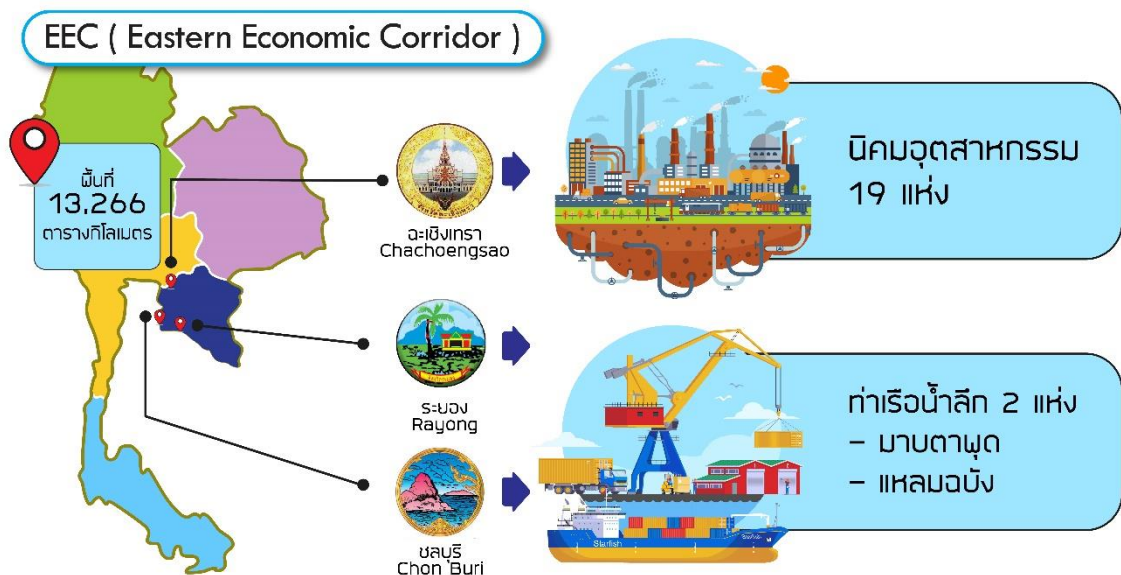 EEC ( Eastern Economic Corridor )
พื้นที่
13,266
ตารางกิโลเมตร
ฉะเชิงเทรา
Chachoengsao
นิคมอุตสาหกรรม
19 แห่ง
ระยอง
Rayong
ท่าเรือน้ำลึก 2 แห่ง
– มาบตาพุด
– แหลมฉบัง
ชลบุรี
Chon Buri
Starfish